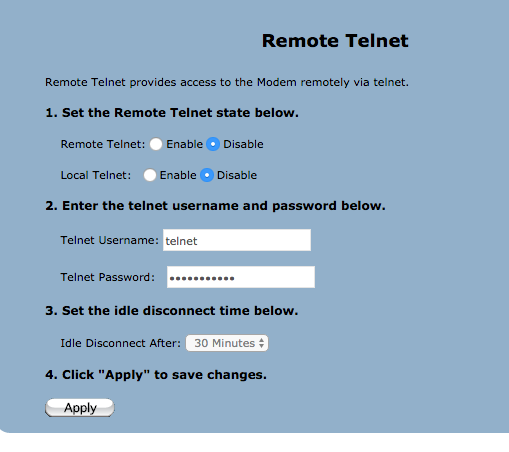 Remote Telnet
Remote Telnet provides access to the Modem remotely via telnet.
1. Set the Remote Telnet state below.
Remote Telnet: Enable Disable
Local Telnet: Enable Disable
2. Enter the telnet username and password below.
Telnet Username: telnet
Telnet Password: •••••••••••
3. Set the idle disconnect time below.
Idle Disconnect After: 30 Minutes
4. Click "Apply" to save changes.
Apply